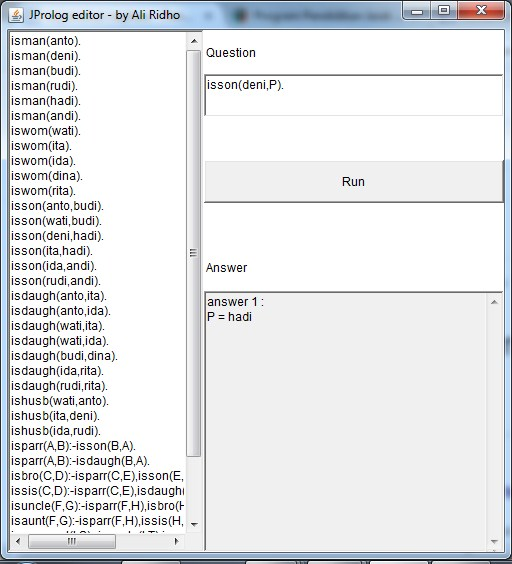 JProlog editor - by Ali Ridho
isman(anto).
isman(deni).
isman(budi).
isman(rudi).
isman(hadi).
isman(andi).
iswom(wati).
iswom(ita).
iswom(ida).
iswom(dina).
iswom(rita).
isson(anto,budi).
isson(wati,budi).
isson(deni,hadi).
isson(ita,hadi).
isson(ida,andi).
isson(rudi,andi).
isdaugh(anto,ita).
isdaugh(anto,ida).
isdaugh(wati,ita).
isdaugh(wati,ida).
isdaugh(budi,dina).
isdaugh(ida,rita).
isdaugh(rudi,rita).
ishusb(wati,anto).
ishusb(ita,deni).
ishusb(ida,rudi).
isparr(A,B):-isson(B,A).
isparr(A,B):-isdaugh(B,A).
isbro(C,D):-isparr(C,E),isson(E,
issis(C,D):-isparr(C,E),isdaugh(
isuncle(F,G):-isparr(F,H),isbro(H
isaunt(F,G):-isparr(F,H),issis(H,
Question
isson(deni,P).
Run
Answer
answer 1 :
P = hadi